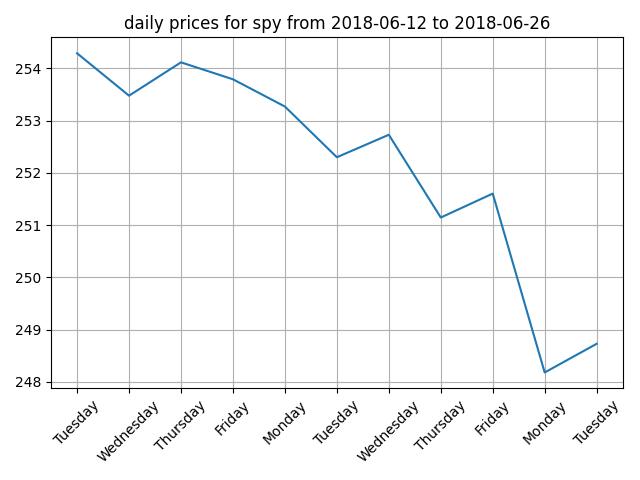 daily prices for spy from 2018-06-12 to 2018-06-26
254
253
252
251
250
249
248
Tuesday
Wednesday
Thursday
Friday
Monday
Tuesday
Wednesday
Thursday
Friday
Monday
Tuesday